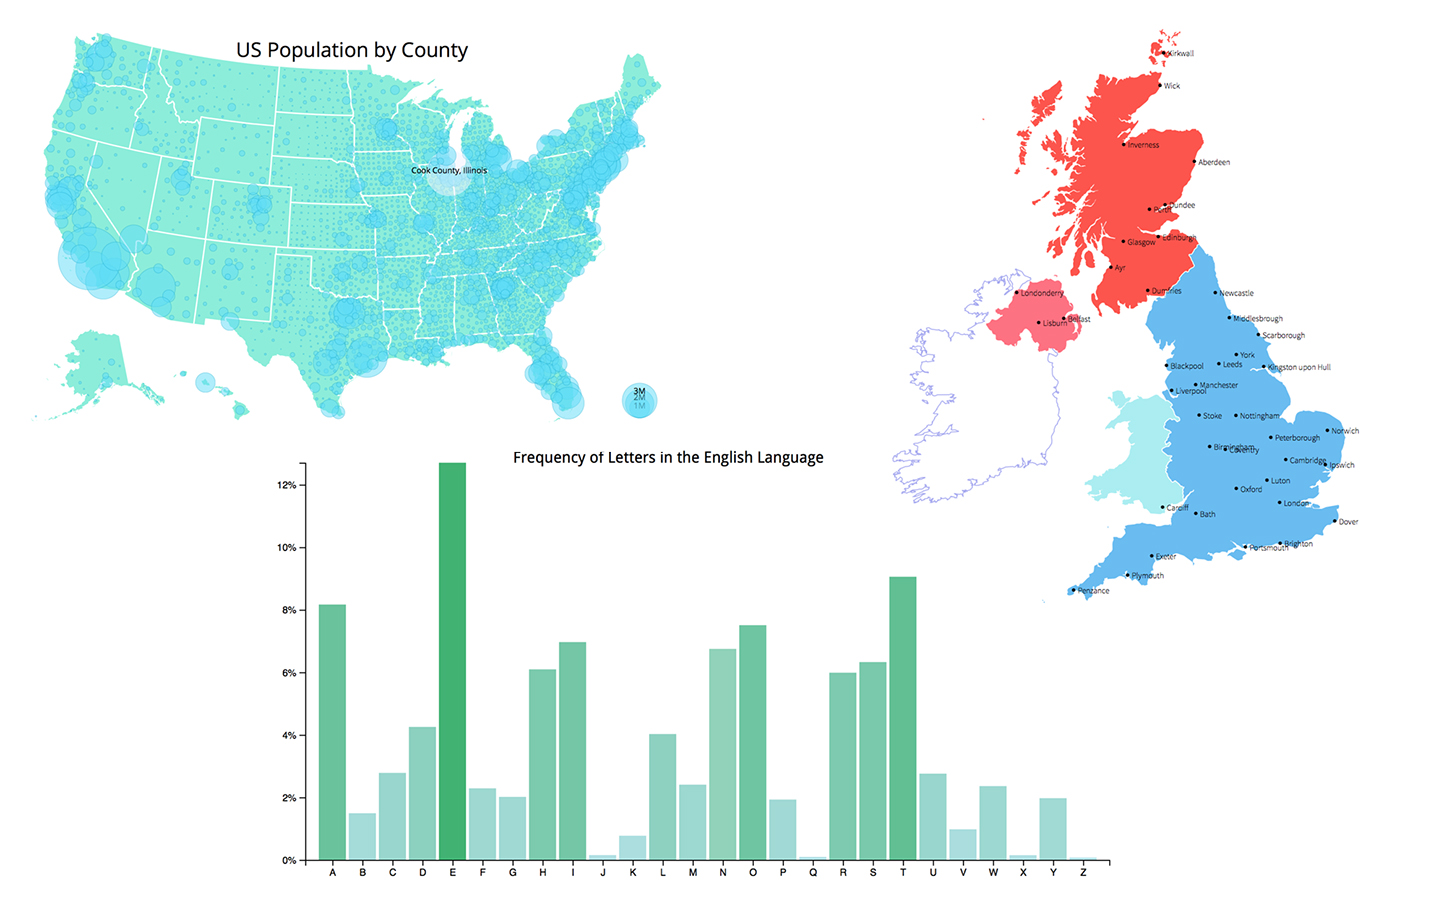 US Population by County
Cook County, Illinois
3M
2M
1M
Kirkwall
Wick
Inverness
Aberdeen
Dundee
Perth
Edinburgh
Glasgow
Ayr
Dumfries
Londonderry
Belfast
Lisburn
Newcastle
Middlesbrough
Scarborough
York
Leeds
Kingston upon Hull
Blackpool
Manchester
Liverpool
Stoke
Nottingham
Norwich
Peterborough
Birmingham
Coventry
Cambridge
Ipswich
Luton
Oxford
London
Cardiff
Bath
Dover
Brighton
Portsmouth
Exeter
Plymouth
Penzance
Frequency of Letters in the English Language
12%
10%
8%
6%
4%
2%
0%
A B C D E F G H I J K L M N O P Q R S T U V W X Y Z